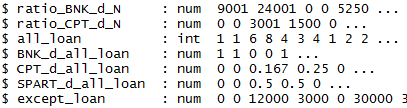 $ ratio_BNK_d_N : num 9001 24001 0 0 5250 ...
$ ratio_CPT_d_N : num 0 0 3001 1500 0 ...
$ all_loan : int 1 1 6 8 4 3 4 1 2 2 ...
$ BNK_d_all_loan : num 1 1 0 0 1 ...
$ CPT_d_all_loan : num 0 0 0.167 0.25 0 ...
$ SPART_d_all_loan : num 0 0 0.5 0.5 0 ...
$ except_loan : num 0 0 12000 3000 0 30000 3